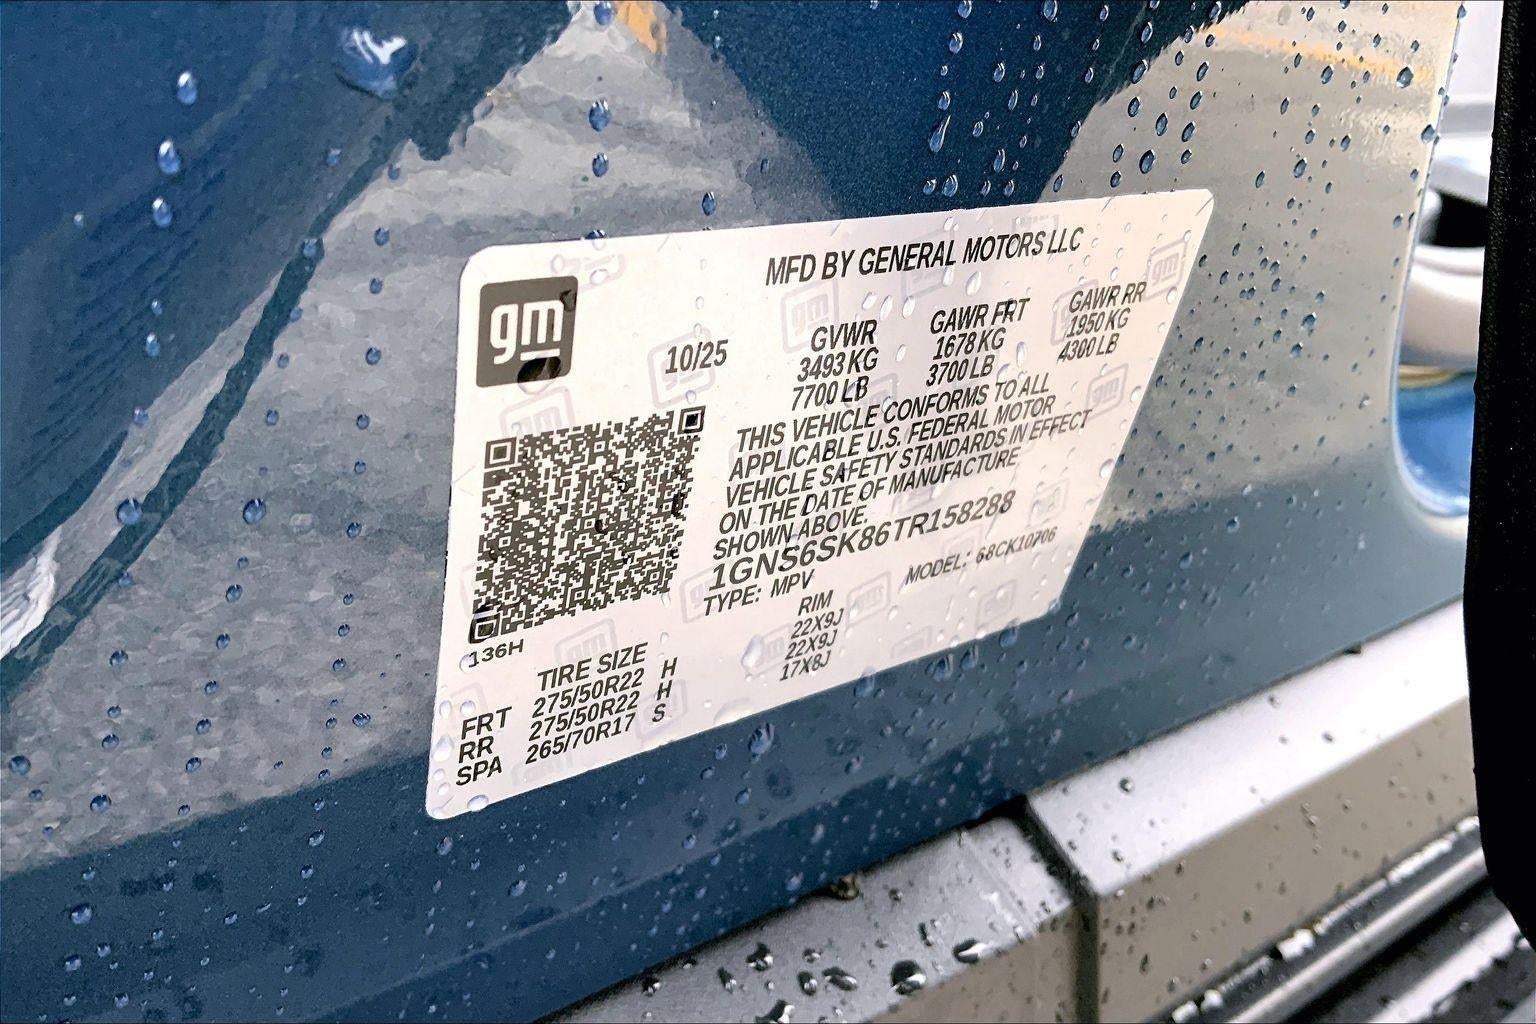 gm
MFD BY GENERAL MOTORS LLC
10/25
GVWR
3493 KG
7700 LB
GAWR FRT
1678 KG
3700 LB
GAWR RR
1950 KG
4300 LB
THIS VEHICLE CONFORMS TO ALL
APPLICABLE U.S. FEDERAL MOTOR
VEHICLE SAFETY STANDARDS IN EFFECT
ON THE DATE OF MANUFACTURE
SHOWN ABOVE.
1GNS6SK86TR158288
TYPE: MPV
MODEL: 68CK10706
136H
TIRE SIZE
RIM
FRT 275/50R22 H 22X9J
RR 275/50R22 H 22X9J
SPA 265/70R17 S 17X8J